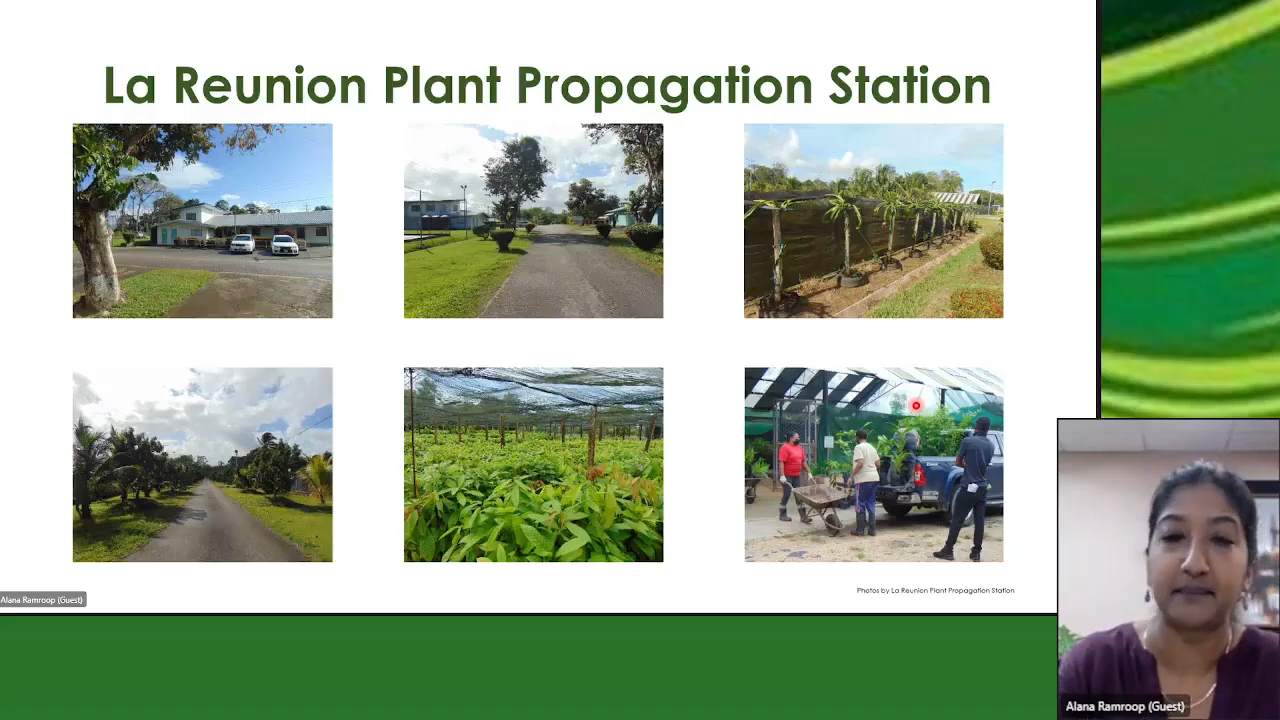 La Reunion Plant Propagation Station
Photos by La Reunion Plant Propagation Station
Alana Ramroop (Guest)
Alana Ramroop (Guest)